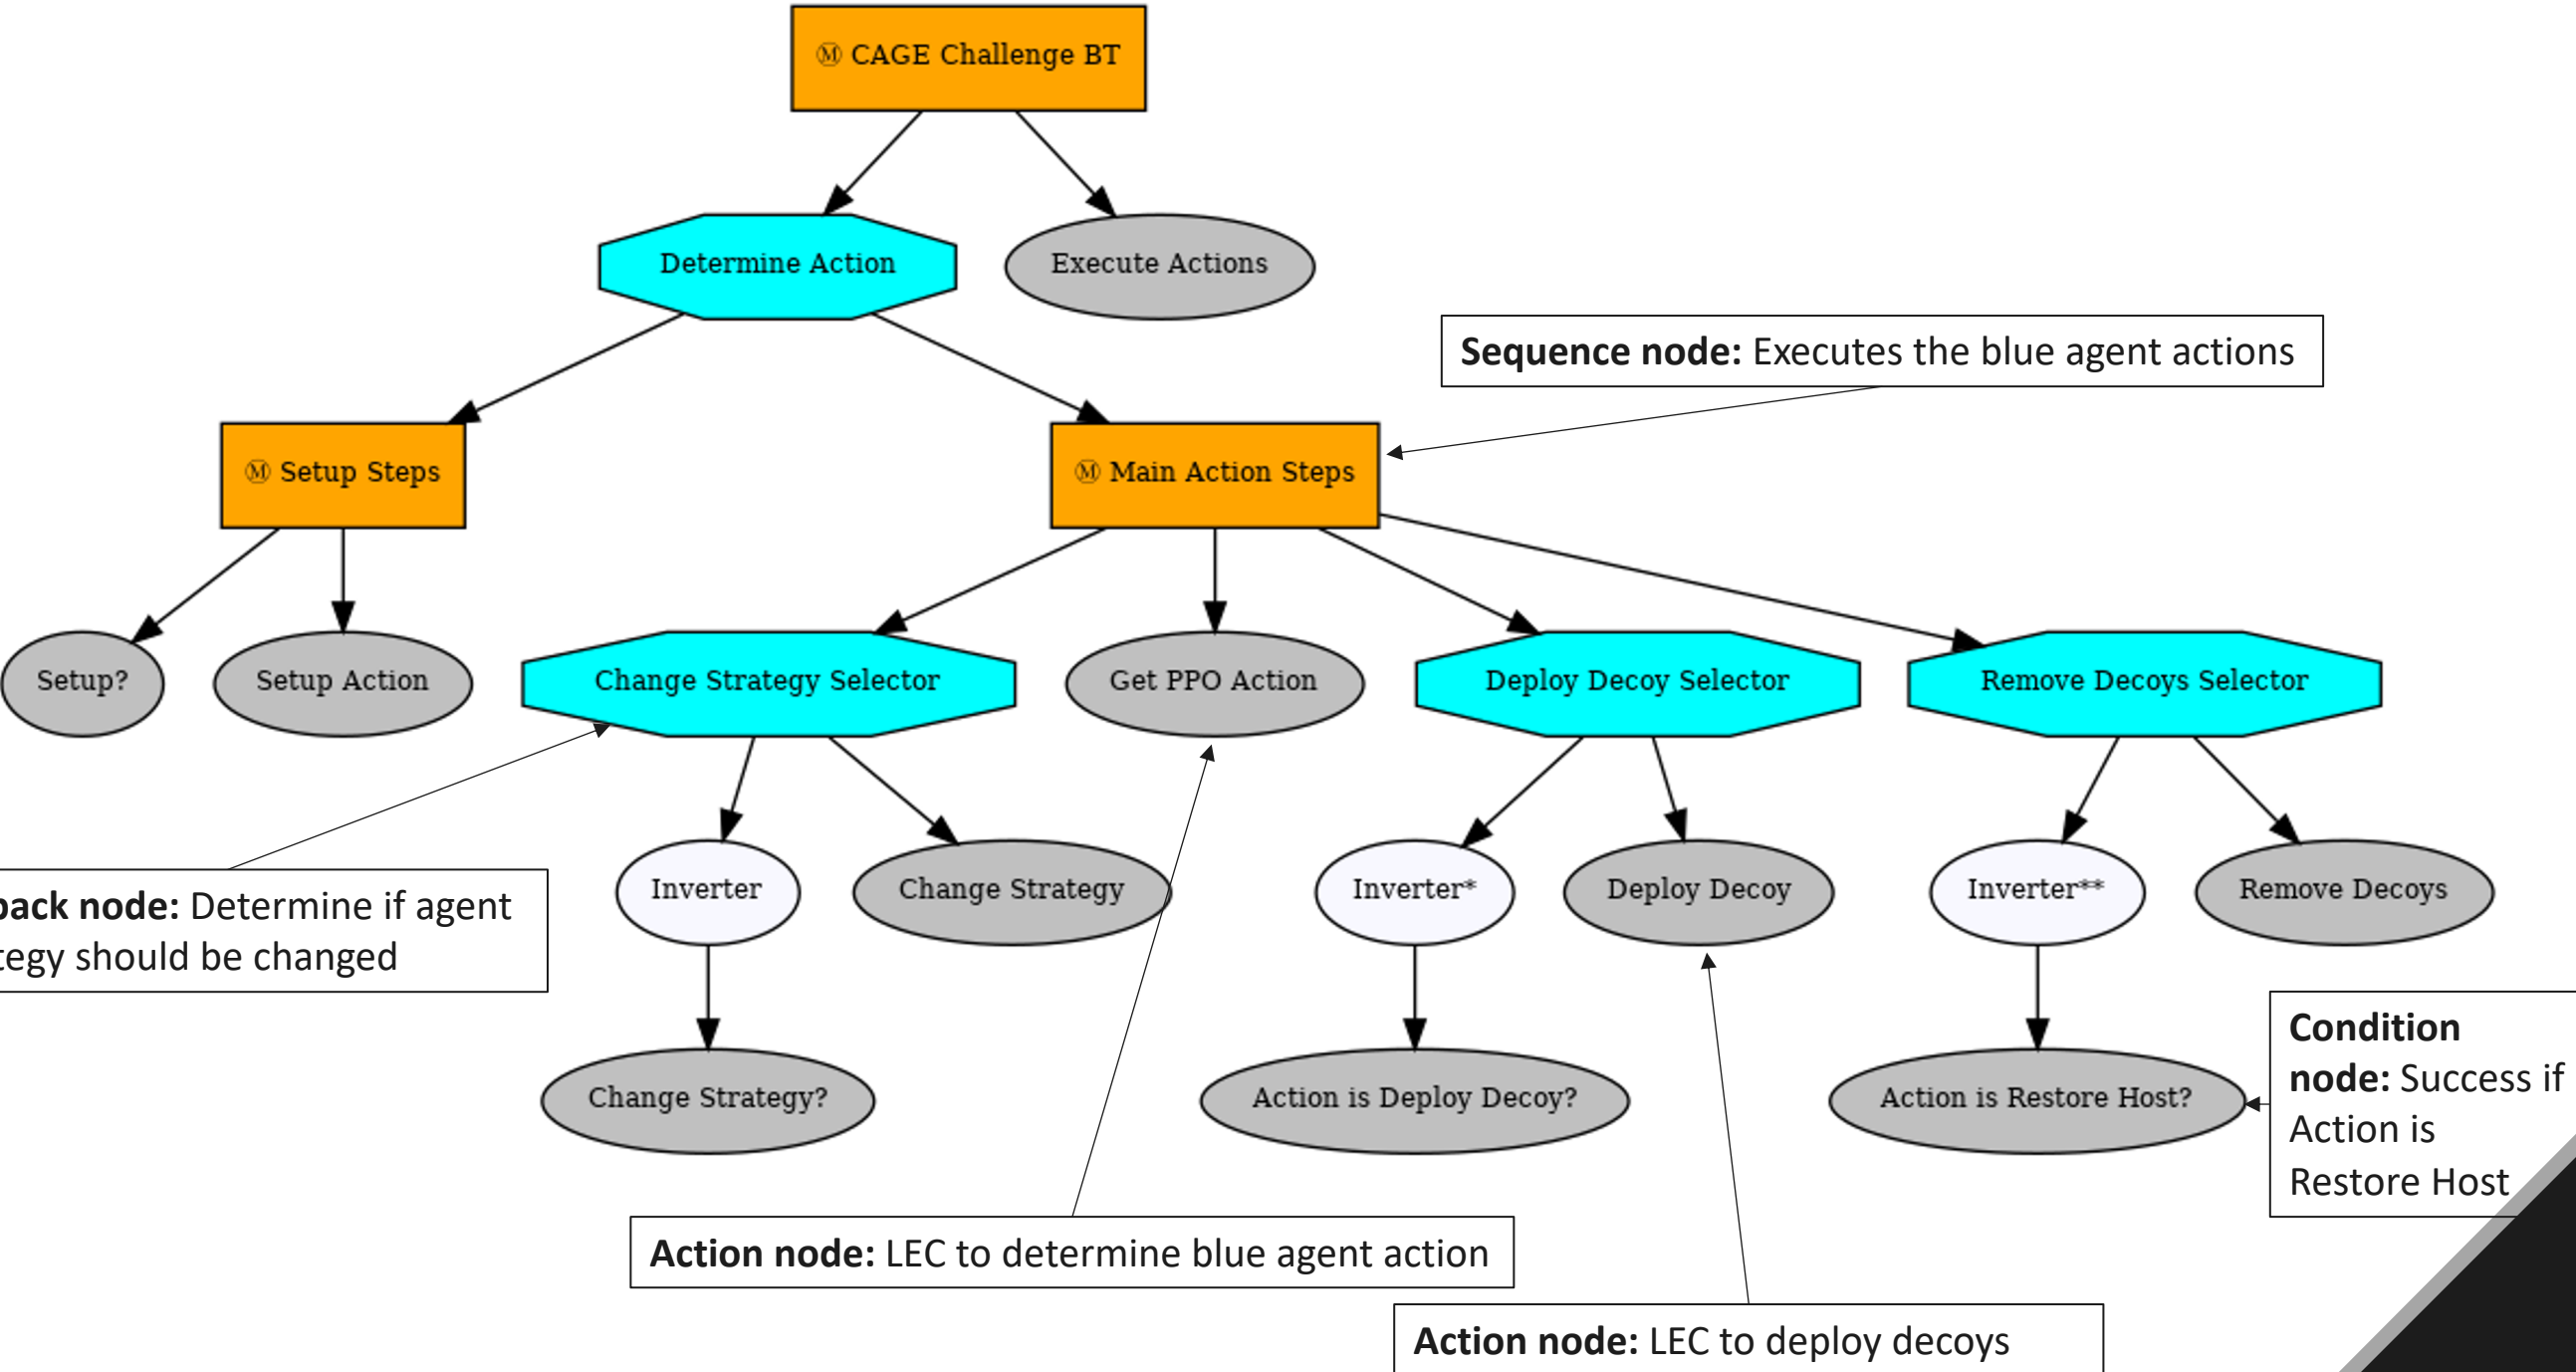 Ⓜ CAGE Challenge BT
Determine Action
Execute Actions
Sequence node: Executes the blue agent actions
Ⓜ Setup Steps
Ⓜ Main Action Steps
Setup?
Setup Action
Change Strategy Selector
Get PPO Action
Deploy Decoy Selector
Remove Decoys Selector
Inverter
Change Strategy
Inverter*
Deploy Decoy
Inverter**
Remove Decoys
back node: Determine if agent
tegy should be changed
Change Strategy?
Action is Deploy Decoy?
Action is Restore Host?
Condition
node: Success if
Action is
Restore Host
Action node: LEC to determine blue agent action
Action node: LEC to deploy decoys